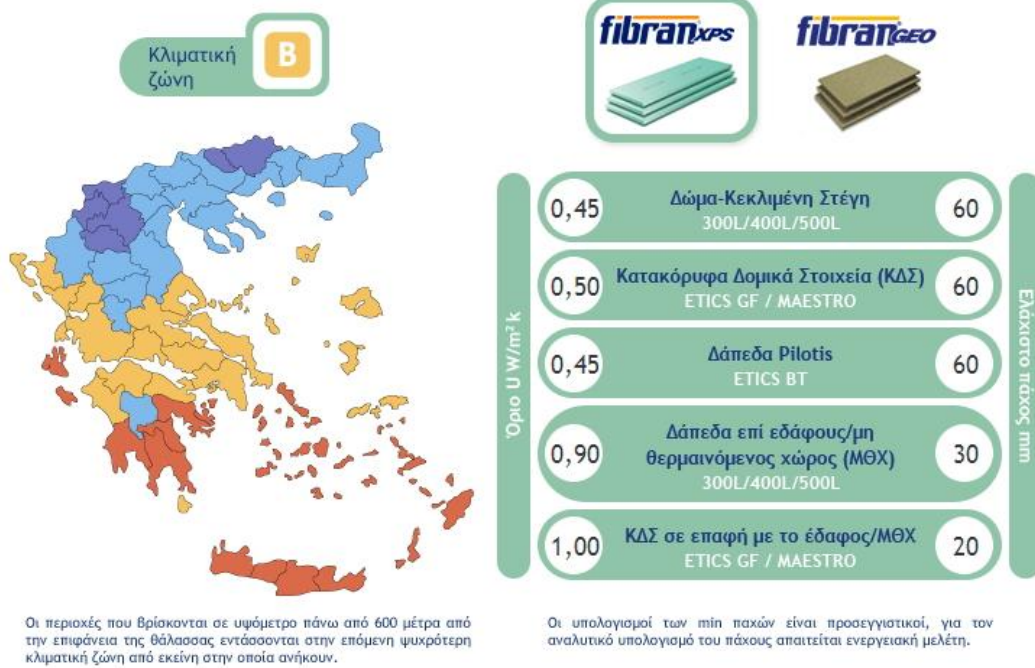 Κλιματική
ζώνη
B
fibranxps
fibranGEO
Όριο U W/m² k
0,45
Δώμα-Κεκλιμένη Στέγη
300L/400L/500L
60
0,50
Κατακόρυφα Δομικά Στοιχεία (ΚΔΣ)
ETICS GF / MAESTRO
60
0,45
Δάπεδα Pilotis
ETICS BT
60
0,90
Δάπεδα επί εδάφους/μη
θερμαινόμενος χώρος (ΜΘΧ)
300L/400L/500L
30
1,00
ΚΔΣ σε επαφή με το έδαφος/ΜΘΧ
ETICS GF / MAESTRO
20
Ελάχιστο πάχος mm
Οι περιοχές που βρίσκονται σε υψόμετρο πάνω από 600 μέτρα από
την επιφάνεια της θάλασσας εντάσσονται στην επόμενη ψυχρότερη
κλιματική ζώνη από εκείνη στην οποία ανήκουν.
Οι υπολογισμοί των min παχών είναι προσεγγιστικοί, για τον
αναλυτικό υπολογισμό του πάχους απαιτείται ενεργειακή μελέτη.